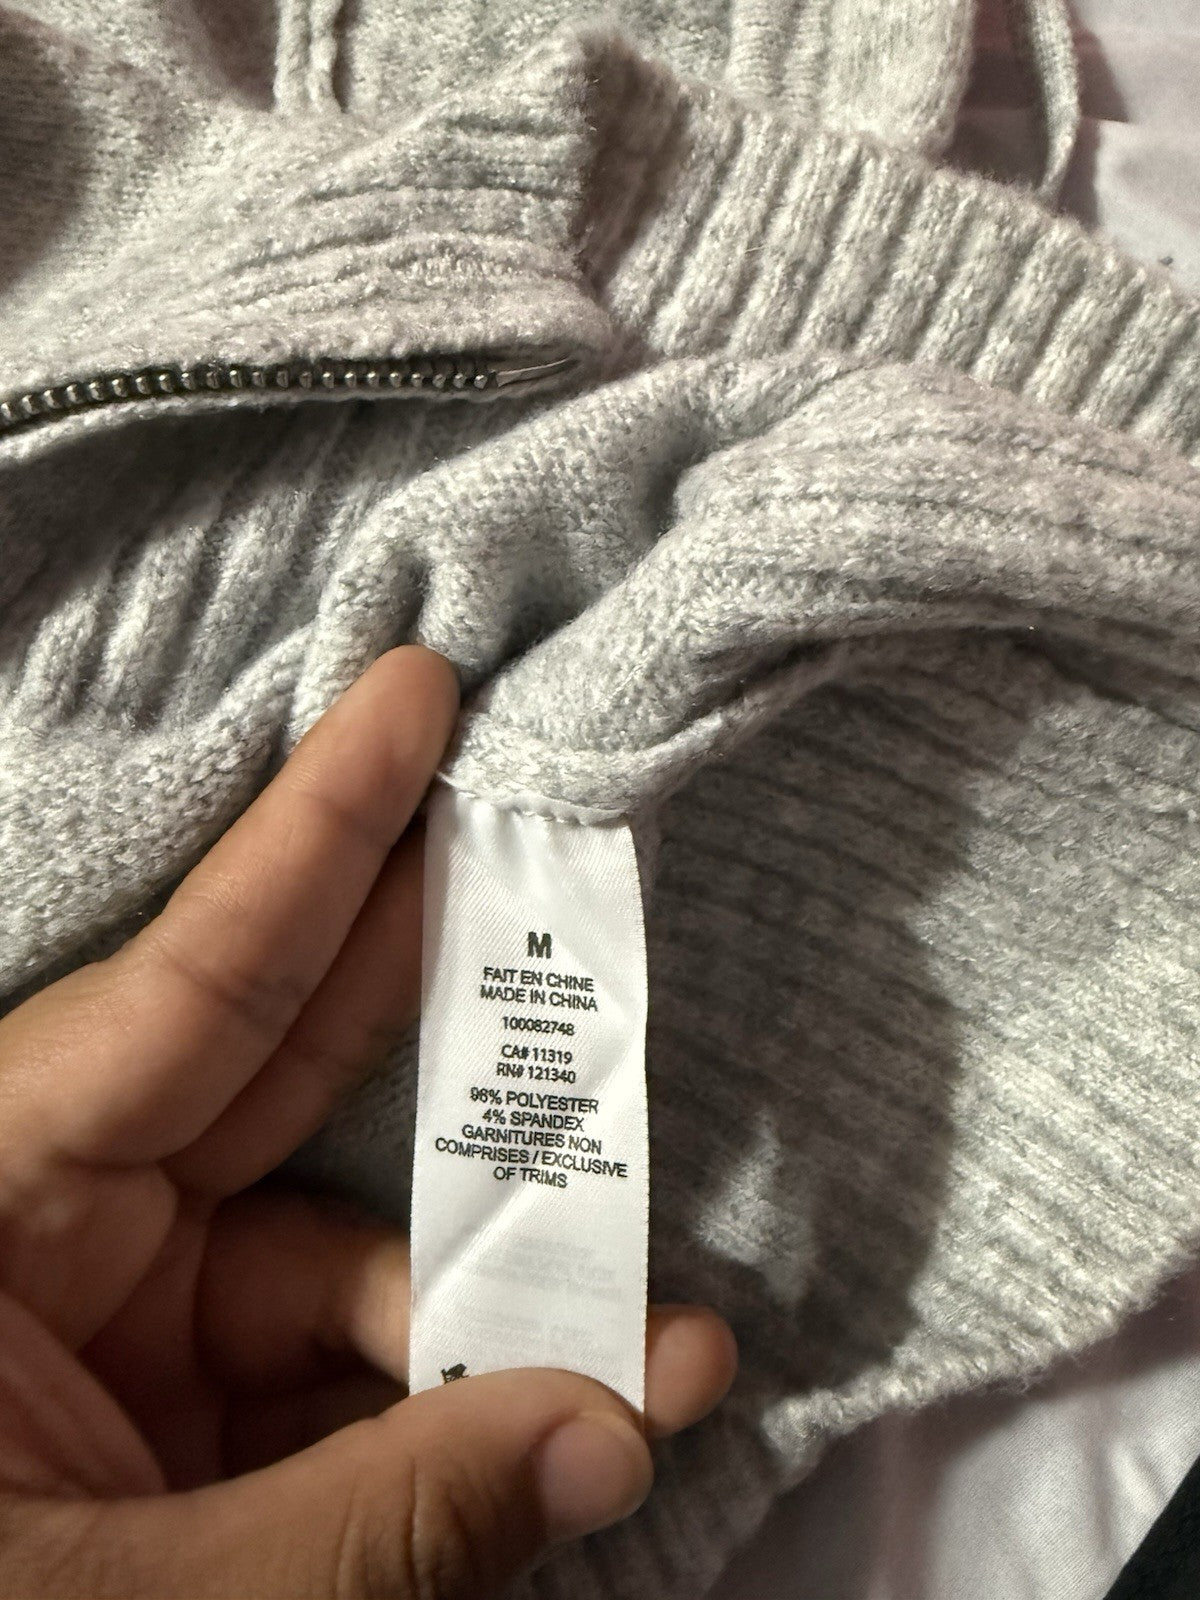 M
FAIT EN CHINE
MADE IN CHINA
100082748
CA# 11319
RN# 121340
96% POLYESTER
4% SPANDEX
GARNITURES NON
COMPRISES / EXCLUSIVE
OF TRIMS